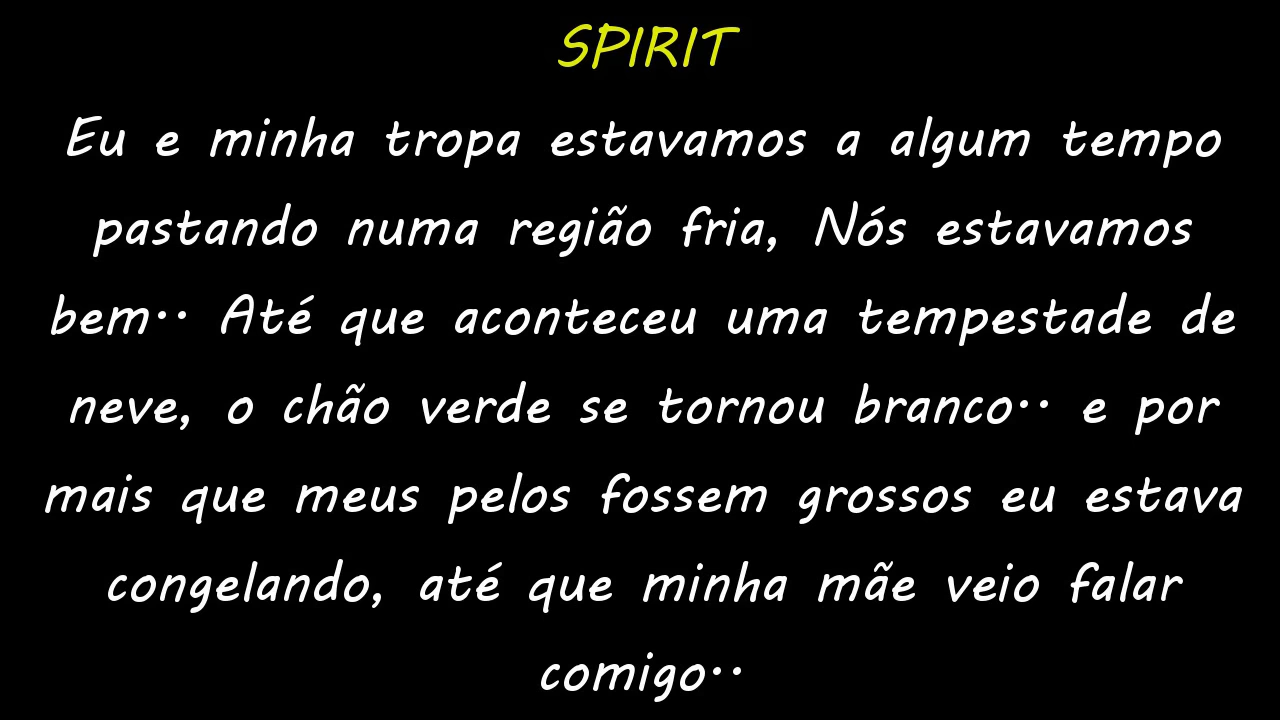 SPIRIT
Eu e minha tropa estavamos a algum tempo
pastando numa região fria, Nós estavamos
bem.. Até que aconteceu uma tempestade de
neve, o chão verde se tornou branco.. e por
mais que meus pelos fossem grossos eu estava
congelando, até que minha mãe veio falar
comigo..